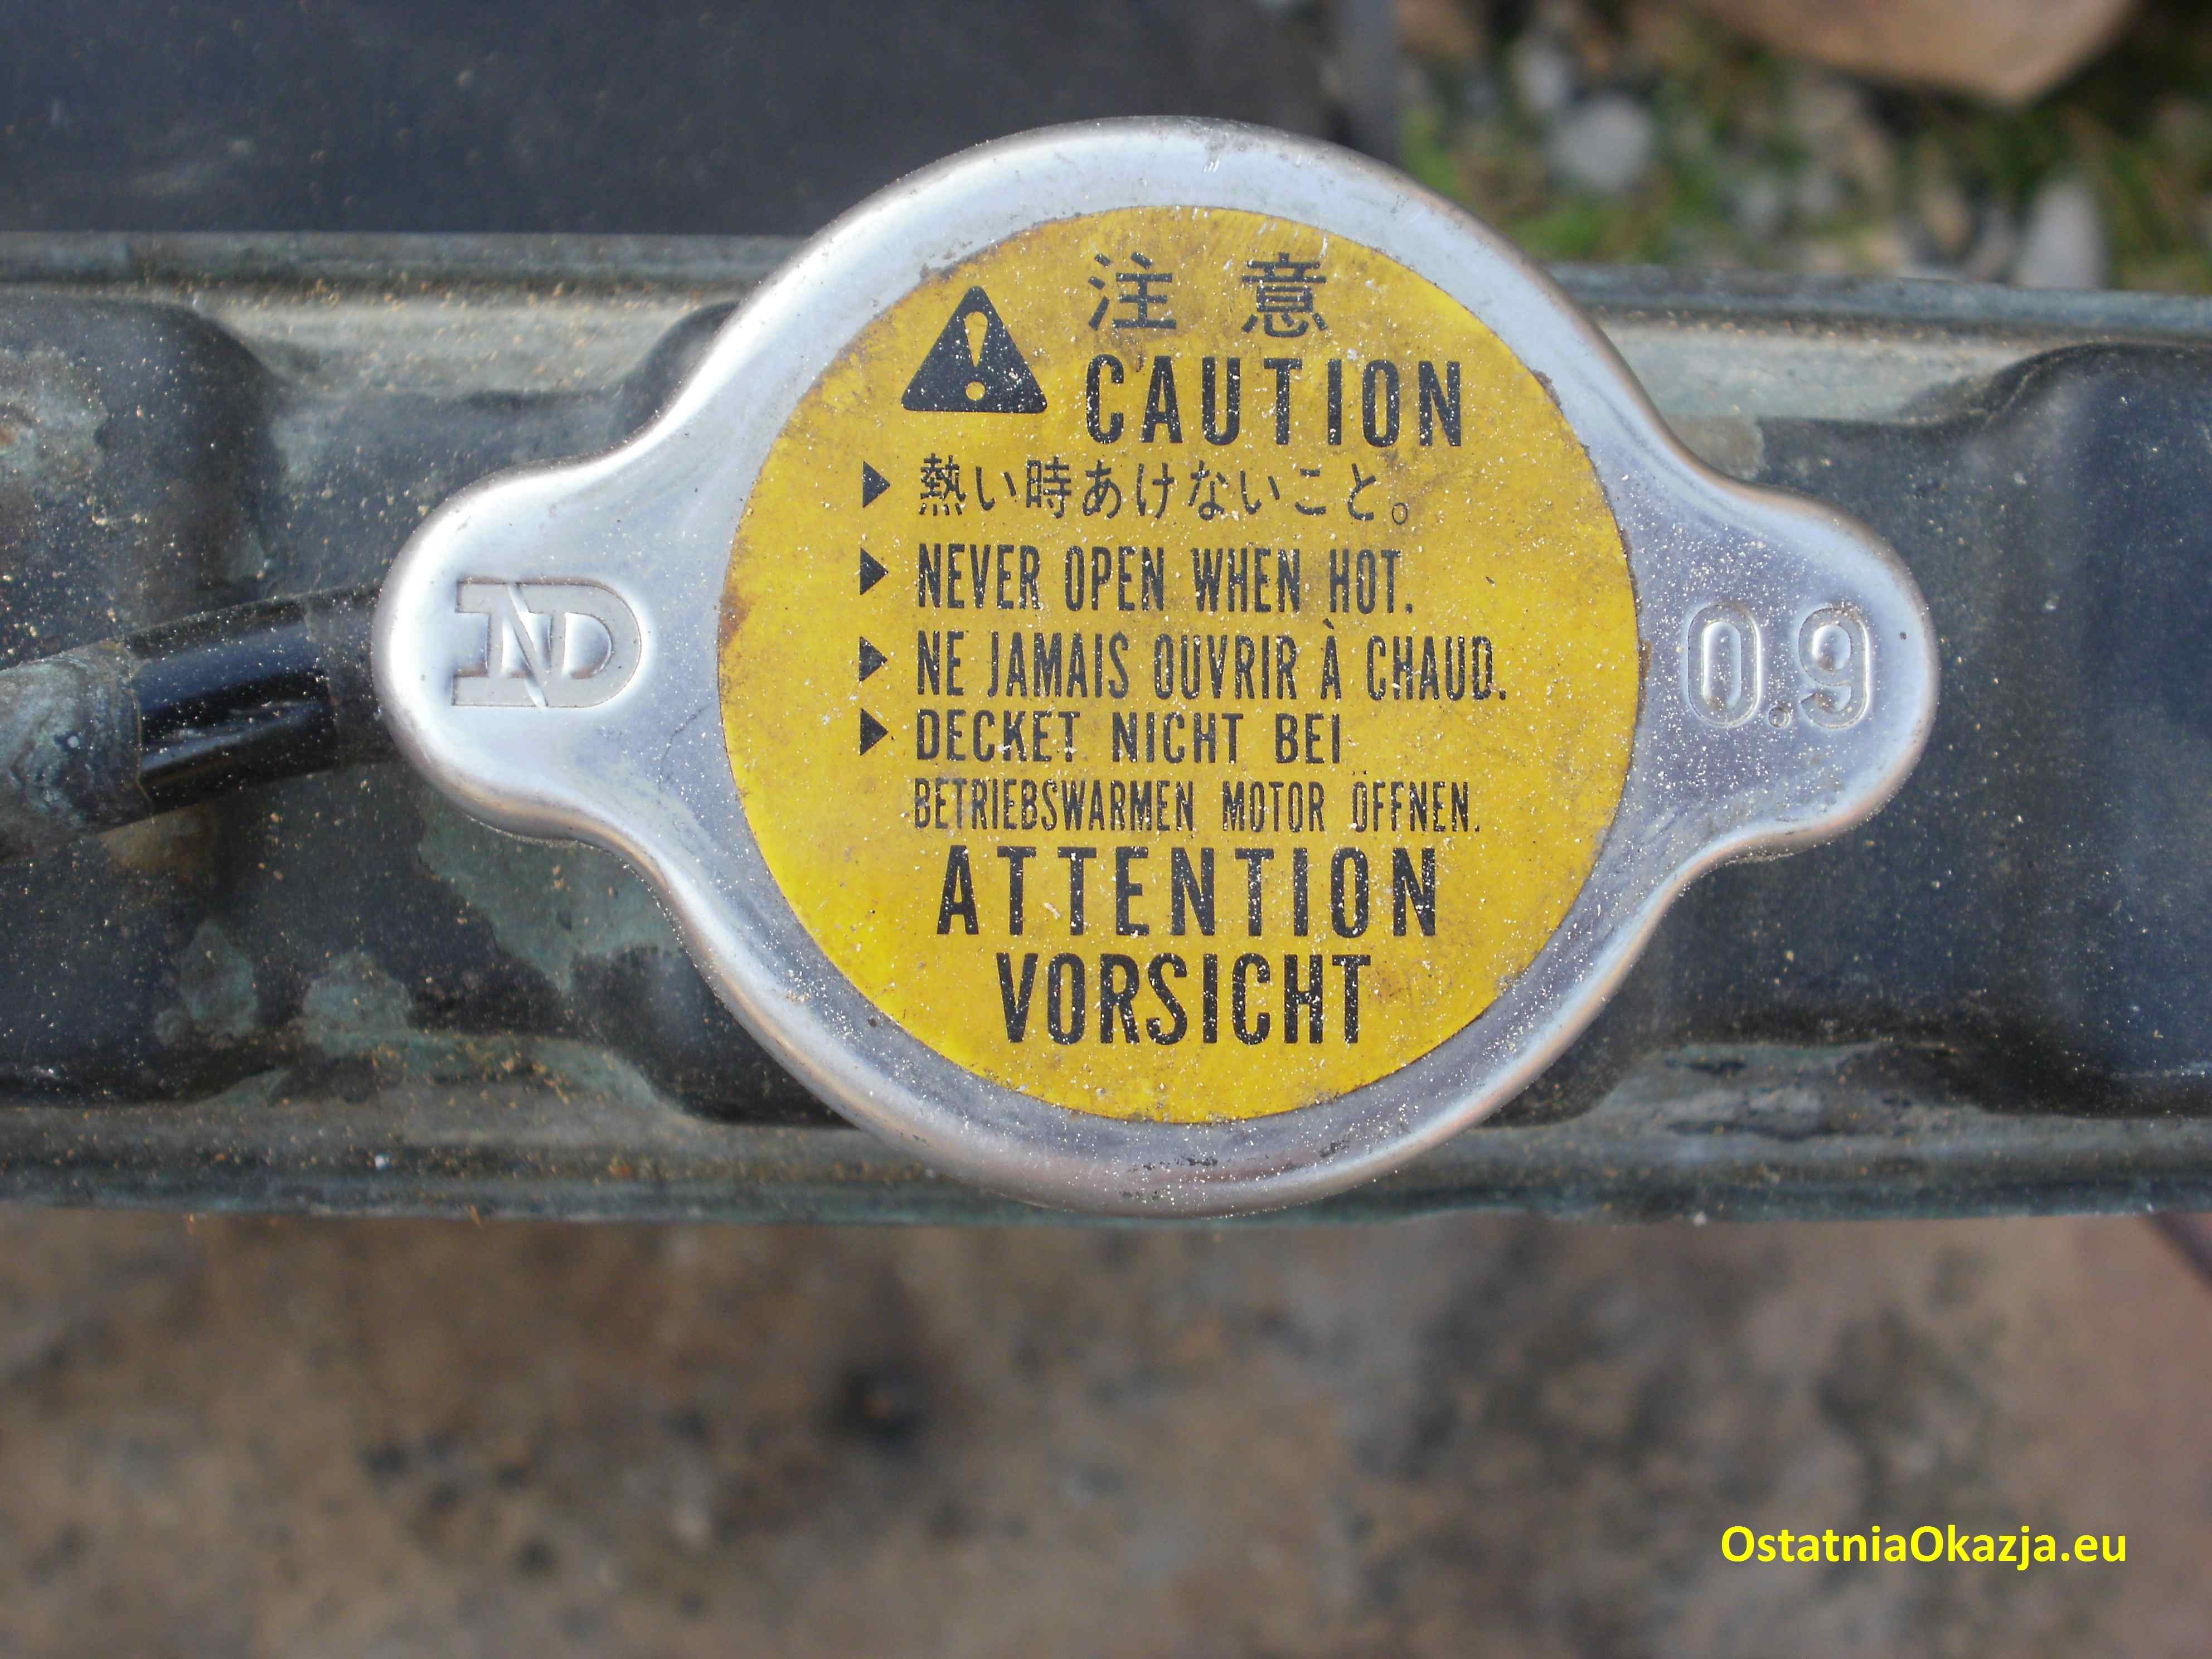 注意
CAUTION
熱い時あけないこと。
NEVER OPEN WHEN HOT.
NE JAMAIS OUVRIR À CHAUD.
DECKET NICHT BEI
BETRIEBSWARMEN MOTOR ÖFFNEN.
ATTENTION
VORSICHT
ND
0.9
OstatniaOkazja.eu